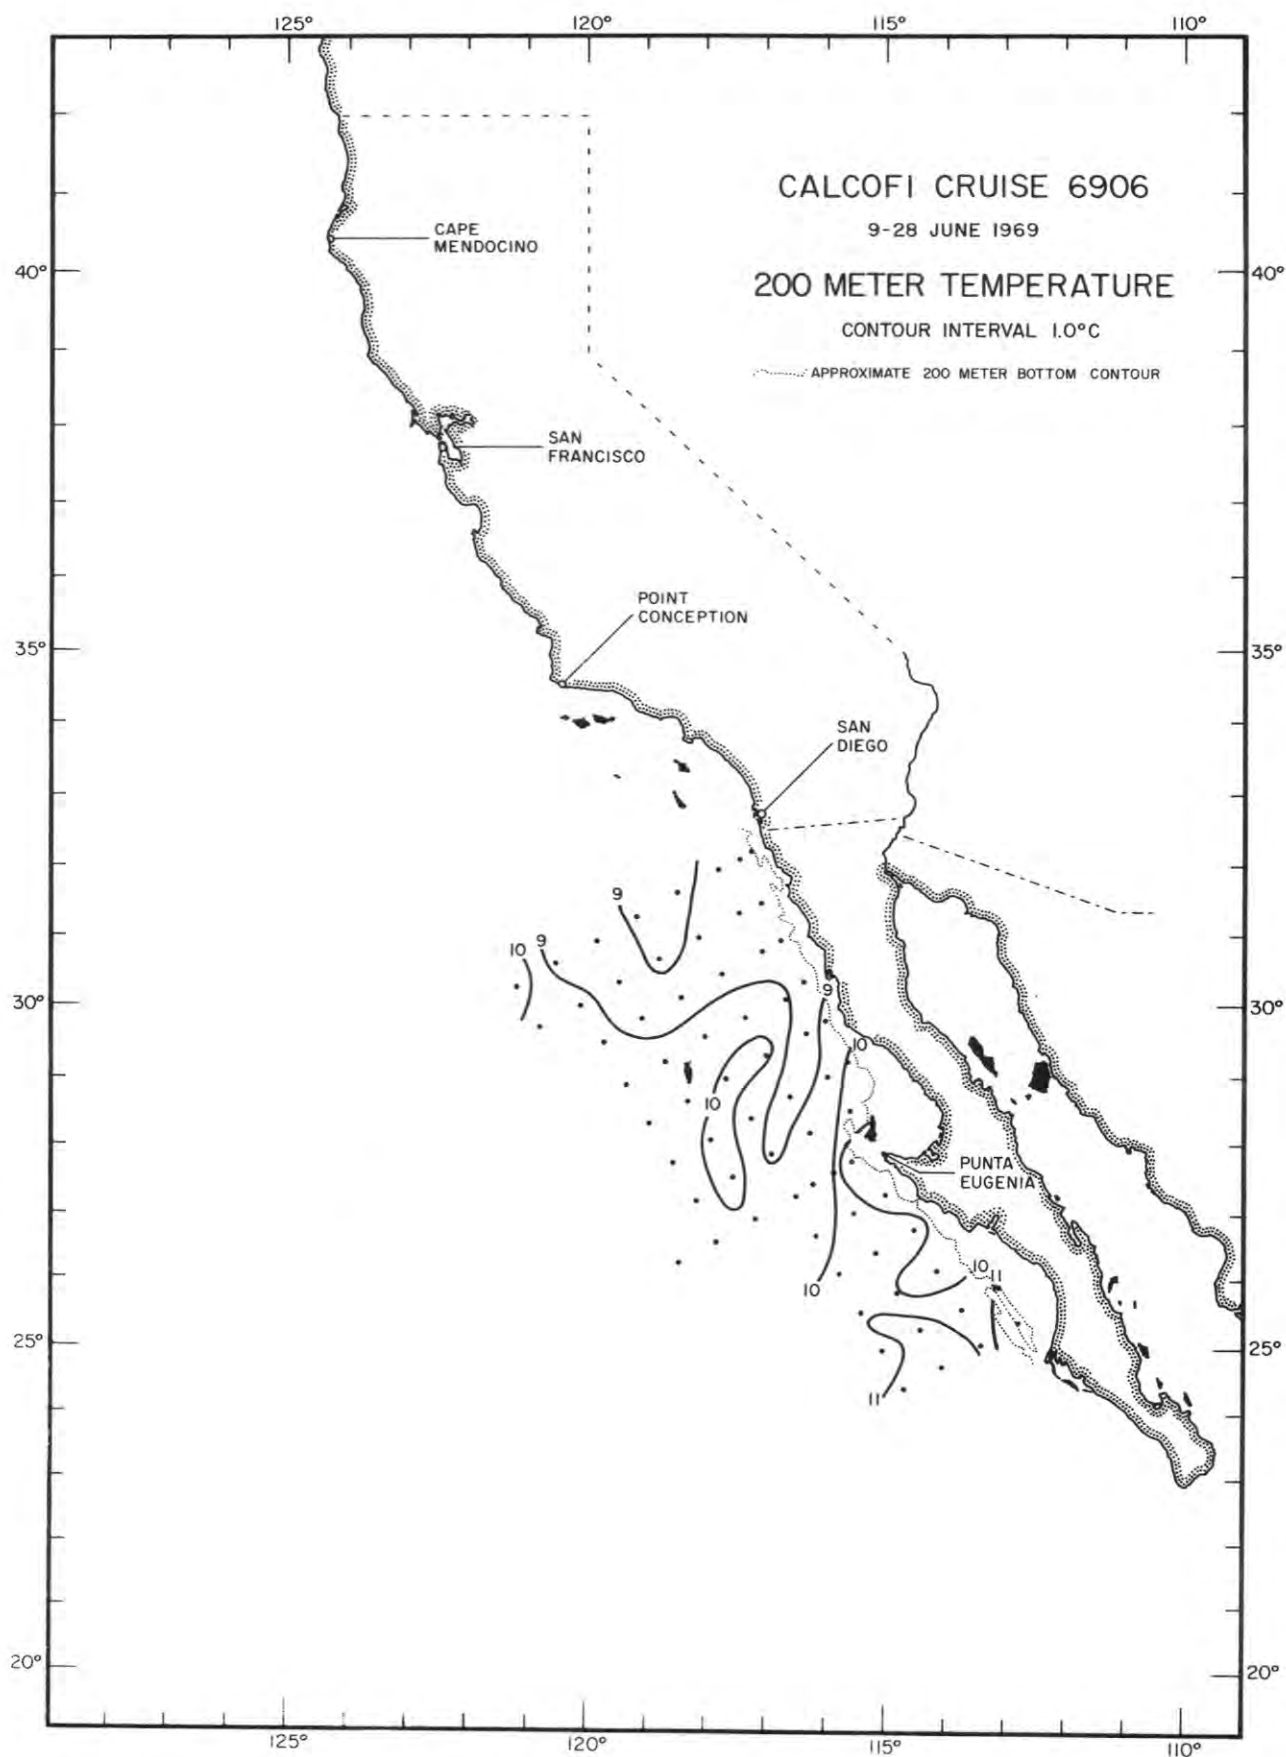 125° 120° 115° 110°
CALCOFI CRUISE 6906
9-28 JUNE 1969
CAPE
MENDOCINO
40° 40°
200 METER TEMPERATURE
CONTOUR INTERVAL 1.0°C
APPROXIMATE 200 METER BOTTOM CONTOUR
SAN
FRANCISCO
POINT
CONCEPTION
35° 35°
SAN
DIEGO
9
10 9
30° 9 30°
10
10
PUNTA
EUGENIA
10 11
10
25° 25°
11
20° 20°
125° 120° 115° 110°